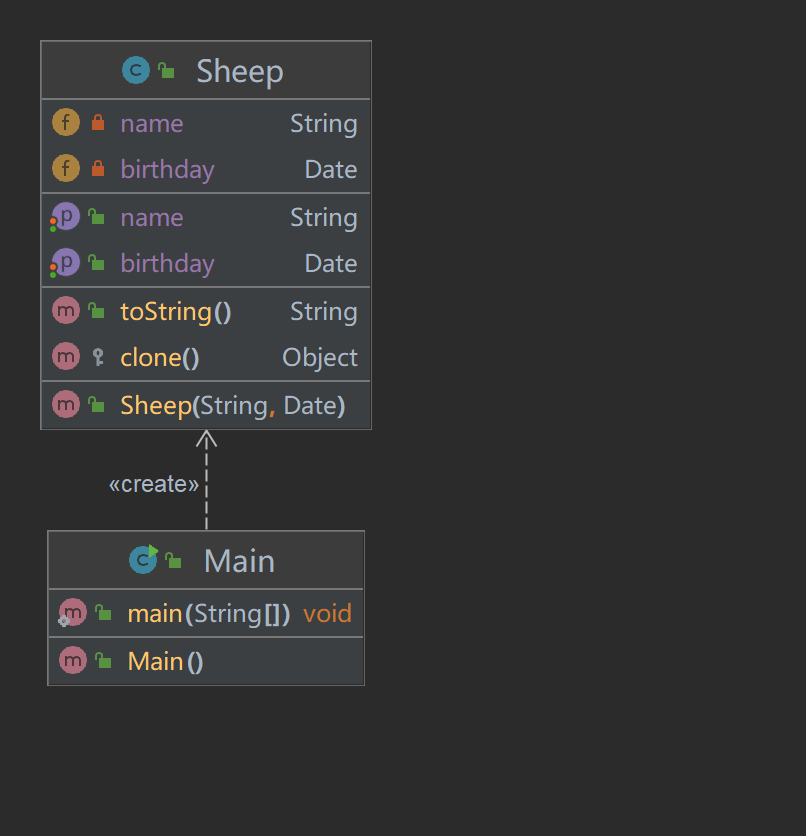 Sheep
name String
birthday Date
name String
birthday Date
toString() String
clone() Object
Sheep(String, Date)
«create»
Main
main(String[]) void
Main()